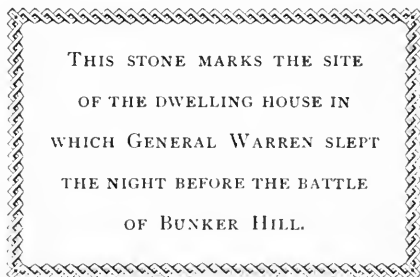 THIS STONE MARKS THE SITE
OF THE DWELLING HOUSE IN
WHICH GENERAL WARREN SLEPT
THE NIGHT BEFORE THE BATTLE
OF BUNKER HILL.